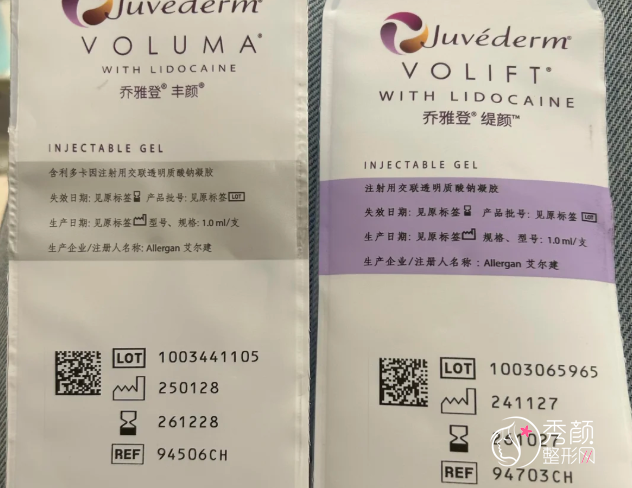 Juvéderm®
VOLUMA®
WITH LIDOCAINE
乔雅登® 丰颜®
INJECTABLE GEL
含利多卡因注射用交联透明质酸钠凝胶
失效日期: 见原标签 产品批号: 见原标签 LOT
生产日期: 见原标签 型号、规格: 1.0 ml/支
生产企业/注册人名称: Allergan 艾尔建
LOT 1003441105
250128
261228
REF 94506CH
Juvéderm®
VOLIFT®
WITH LIDOCAINE
乔雅登® 缇颜™
INJECTABLE GEL
注射用交联透明质酸钠凝胶
失效日期: 见原标签 产品批号: 见原标签 LOT
生产日期: 见原标签 规格、型号: 1.0 ml/支
生产企业/注册人名称: Allergan 艾尔建
LOT 1003065965
241127
261027
REF 94703CH
秀颜
整形网